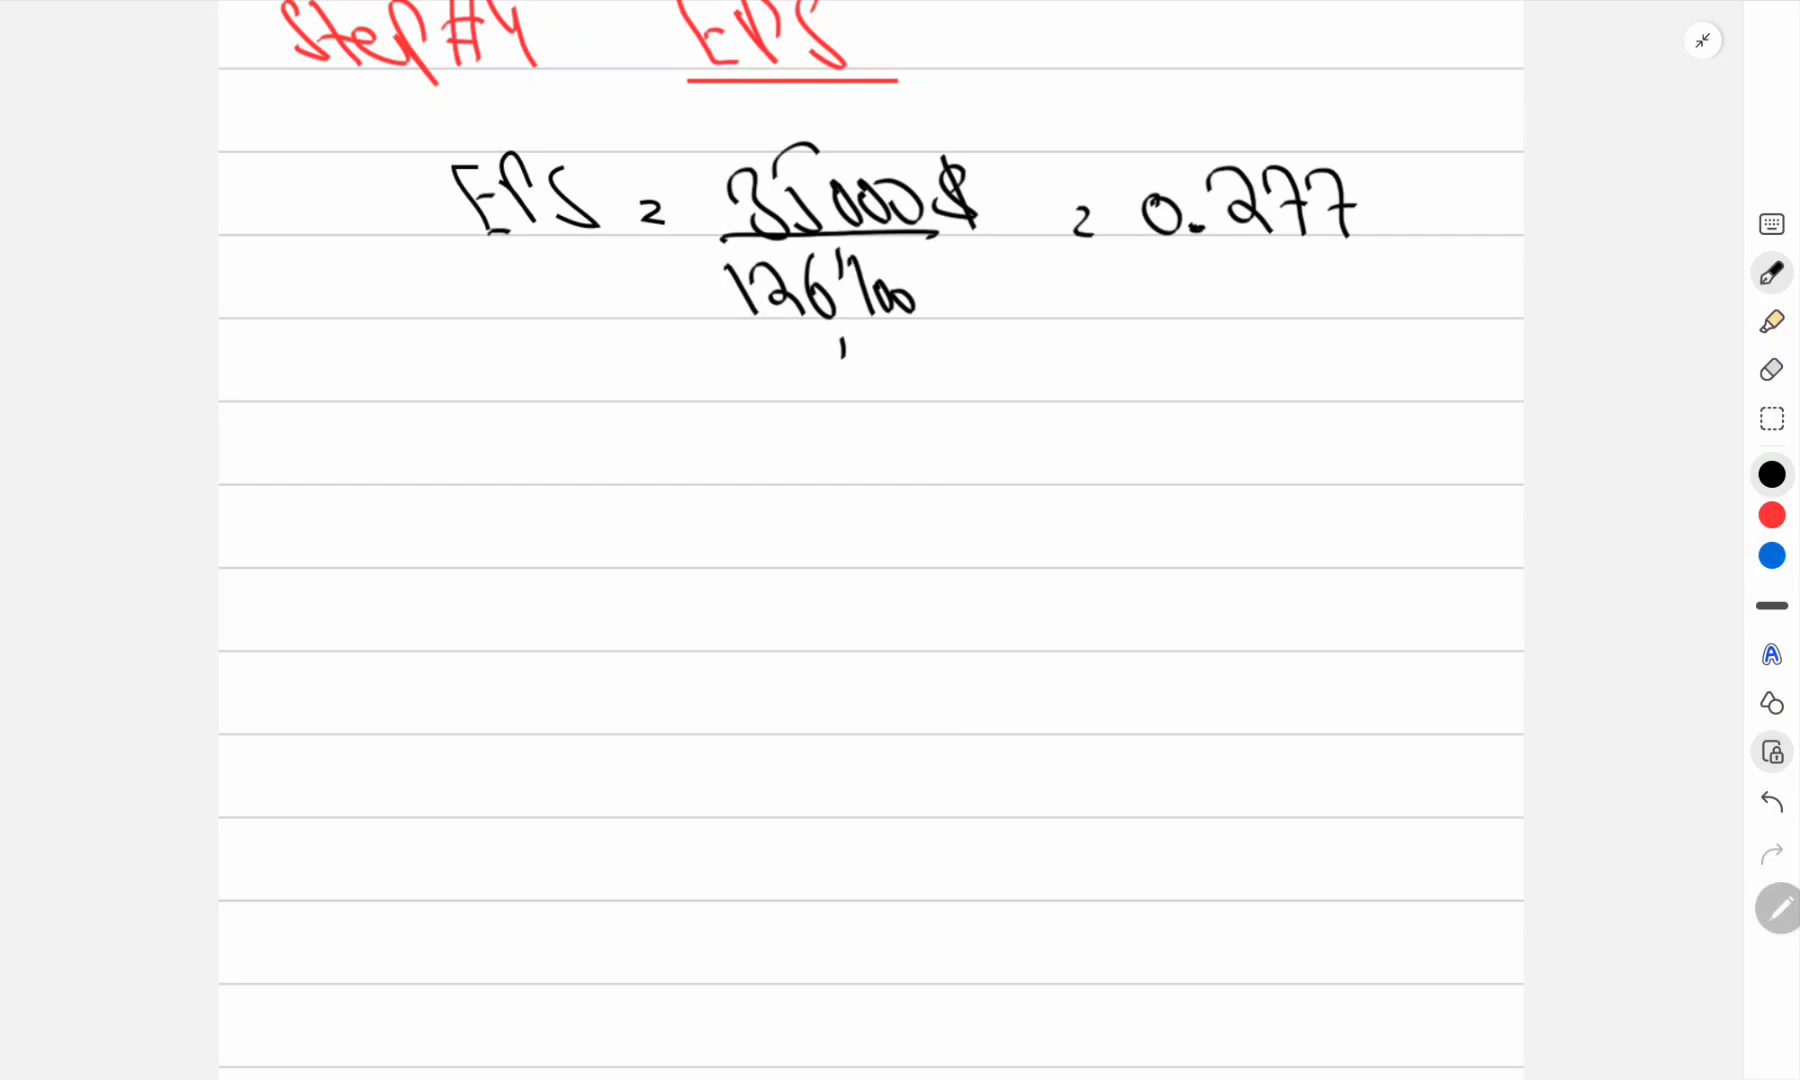 Step #4 EPS
EPS = 35000$ = 0.277
126'100